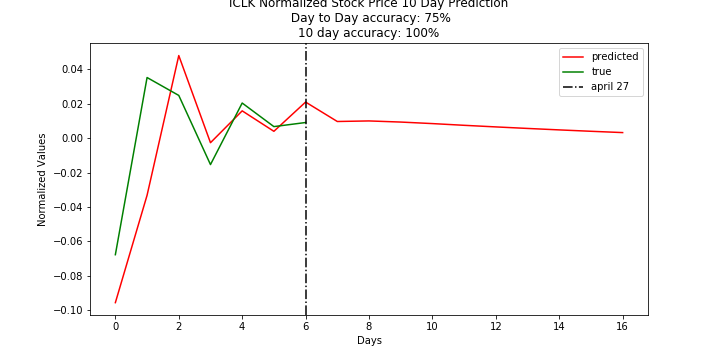 ICLK Normalized Stock Price 10 Day Prediction
Day to Day accuracy: 75%
10 day accuracy: 100%
predicted
true
april 27
Normalized Values
0.04
0.02
0.00
−0.02
−0.04
−0.06
−0.08
−0.10
0 2 4 6 8 10 12 14 16
Days